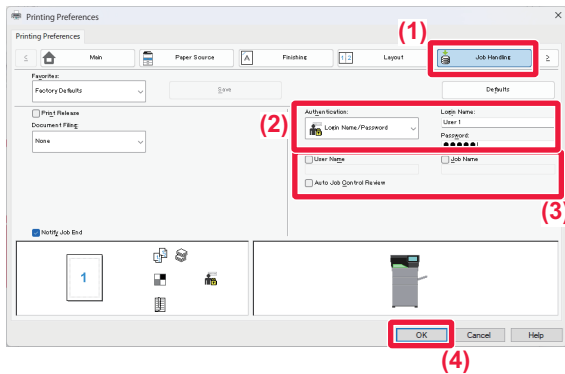 Printing Preferences
Printing Preferences
(1)
Main
Paper Source
Finishing
Layout
Job Handling
Favorites:
Factory Defaults
Save
Defaults
Print Release
Document Filing
None
(2)
Authentication:
Login Name/Password
Login Name:
User 1
Password:
User Name
Job Name
Auto Job Control Review
(3)
Notify Job End
1
OK
Cancel
Help
(4)